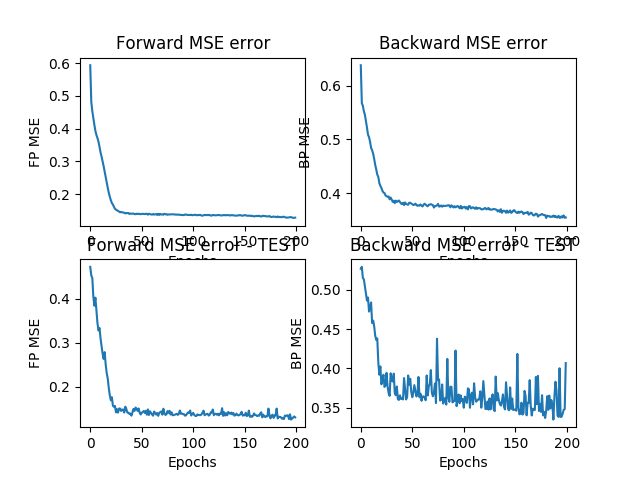 Forward MSE error
Backward MSE error
0.6
0.5
0.4
0.3
0.2
FP MSE
0 50 100 150 200
Epochs
0.6
0.5
0.4
BP MSE
0 50 100 150 200
Epochs
Forward MSE error - TEST
Backward MSE error - TEST
0.4
0.3
0.2
FP MSE
0 50 100 150 200
Epochs
0.50
0.45
0.40
0.35
BP MSE
0 50 100 150 200
Epochs